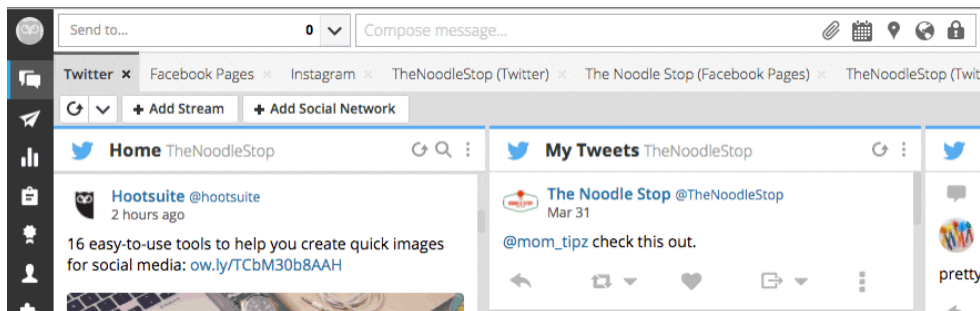 Send to... 0 Compose message...
Twitter × Facebook Pages × Instagram × TheNoodleStop (Twitter) × The Noodle Stop (Facebook Pages) × TheNoodleStop (Twit
+ Add Stream + Add Social Network
Home TheNoodleStop
Hootsuite @hootsuite
2 hours ago
16 easy-to-use tools to help you create quick images
for social media: ow.ly/TCbM30b8AAH
My Tweets TheNoodleStop
The Noodle Stop @TheNoodleStop
Mar 31
@mom_tipz check this out.
pretty